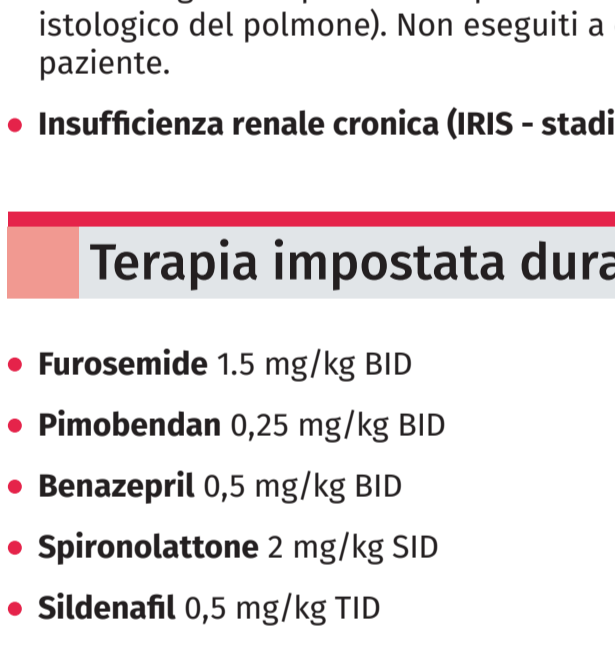 istologico del polmone). Non eseguiti a
paziente.
• Insufficienza renale cronica (IRIS - stadi
Terapia impostata dura
• Furosemide 1.5 mg/kg BID
• Pimobendan 0,25 mg/kg BID
• Benazepril 0,5 mg/kg BID
• Spironolattone 2 mg/kg SID
• Sildenafil 0,5 mg/kg TID